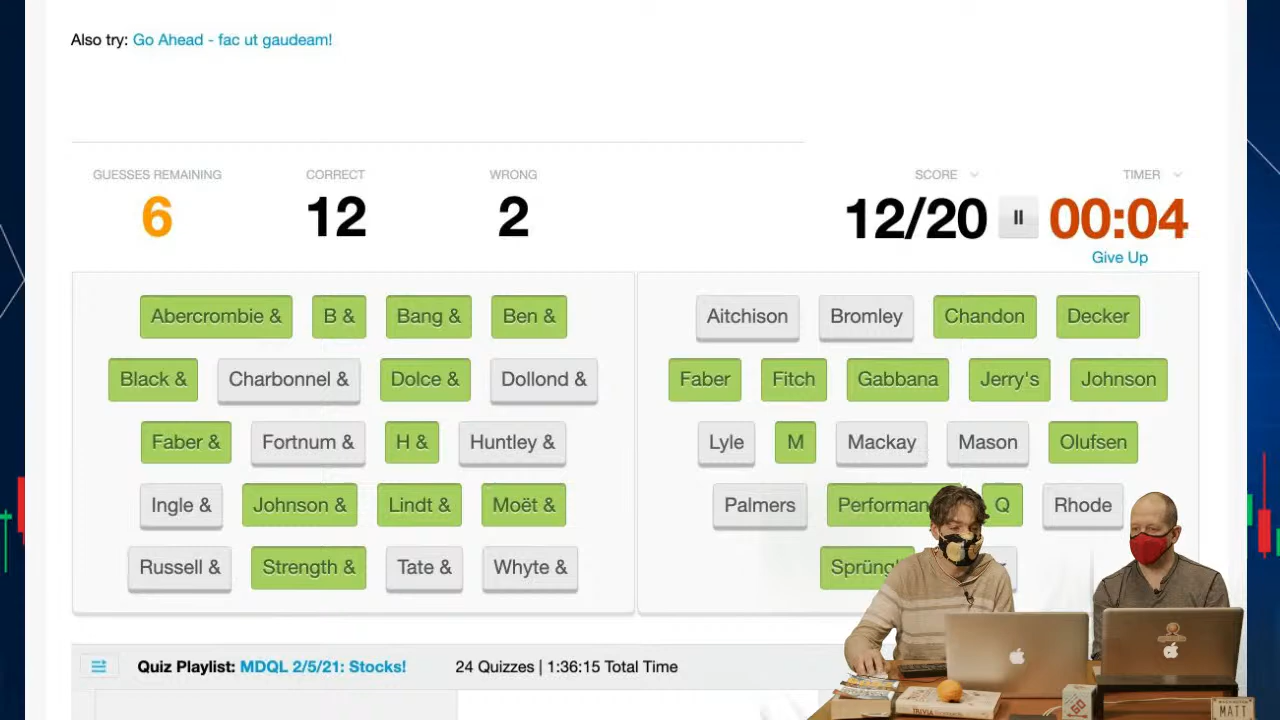 Also try: Go Ahead - fac ut gaudeam!
GUESSES REMAINING CORRECT WRONG SCORE TIMER
6 12 2 12/20 00:04
Give Up
Abercrombie & B & Bang & Ben & Aitchison Bromley Chandon Decker
Black & Charbonnel & Dolce & Dollond & Faber Fitch Gabbana Jerry's Johnson
Faber & Fortnum & H & Huntley & Lyle M Mackay Mason Olufsen
Ingle & Johnson & Lindt & Moët & Palmers Performan Q Rhode
Russell & Strength & Tate & Whyte & Sprüng
Quiz Playlist: MDQL 2/5/21: Stocks! 24 Quizzes | 1:36:15 Total Time
MATT